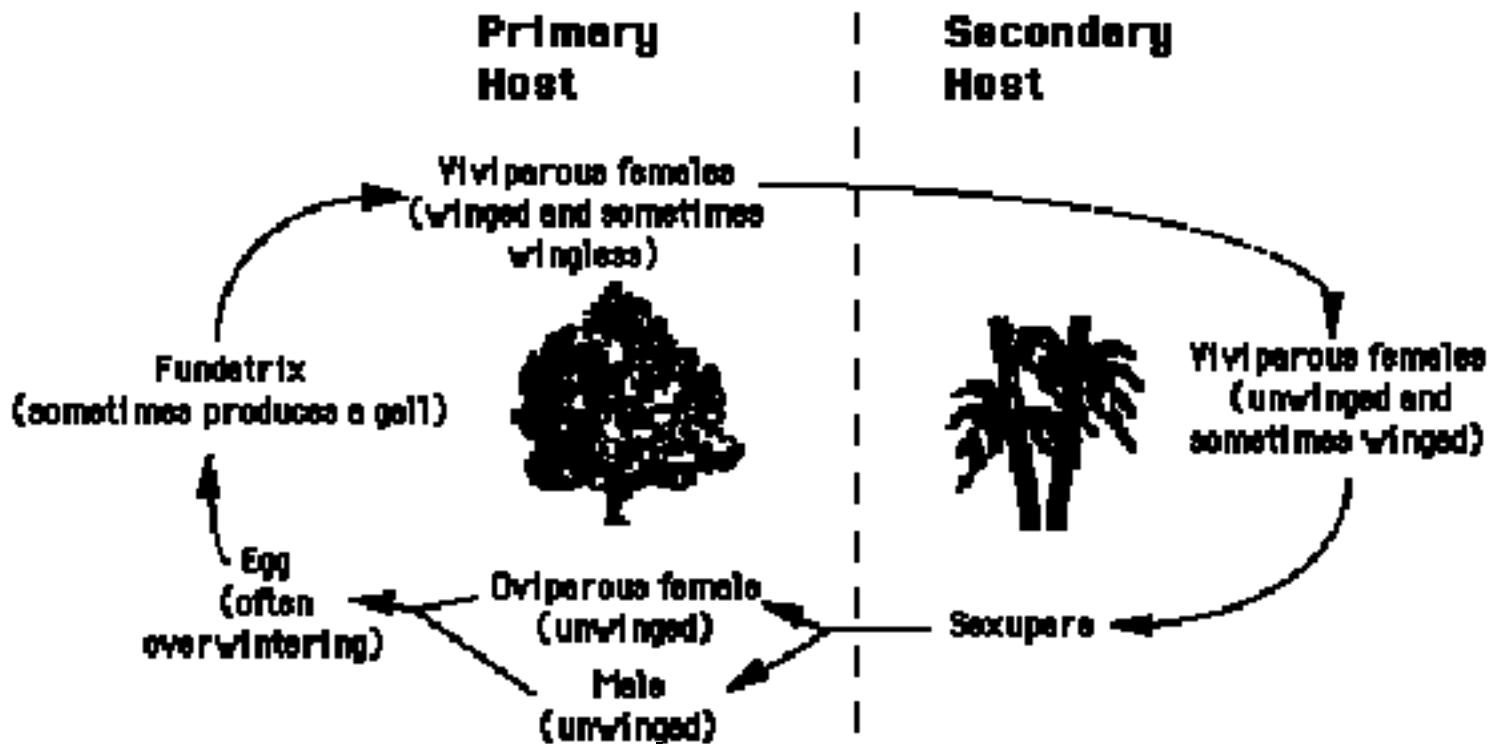 Primary
Host
Secondary
Host
Viviparous females
(winged and sometimes
wingless)
Fundatrix
(sometimes produces a gall)
Viviparous females
(unwinged and
sometimes winged)
Egg
(often
overwintering)
Oviparous female
(unwinged)
Sexupara
Male
(unwinged)